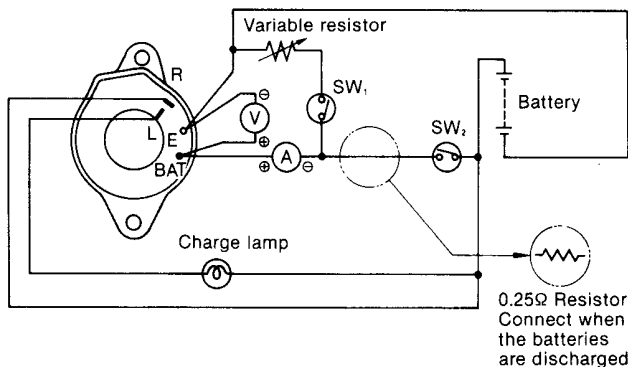 Variable resistor
R
SW₁
⊖
L
E
V
SW₂
Battery
BAT
⊕
⊕
A
⊖
Charge lamp
0.25Ω Resistor
Connect when
the batteries
are discharged